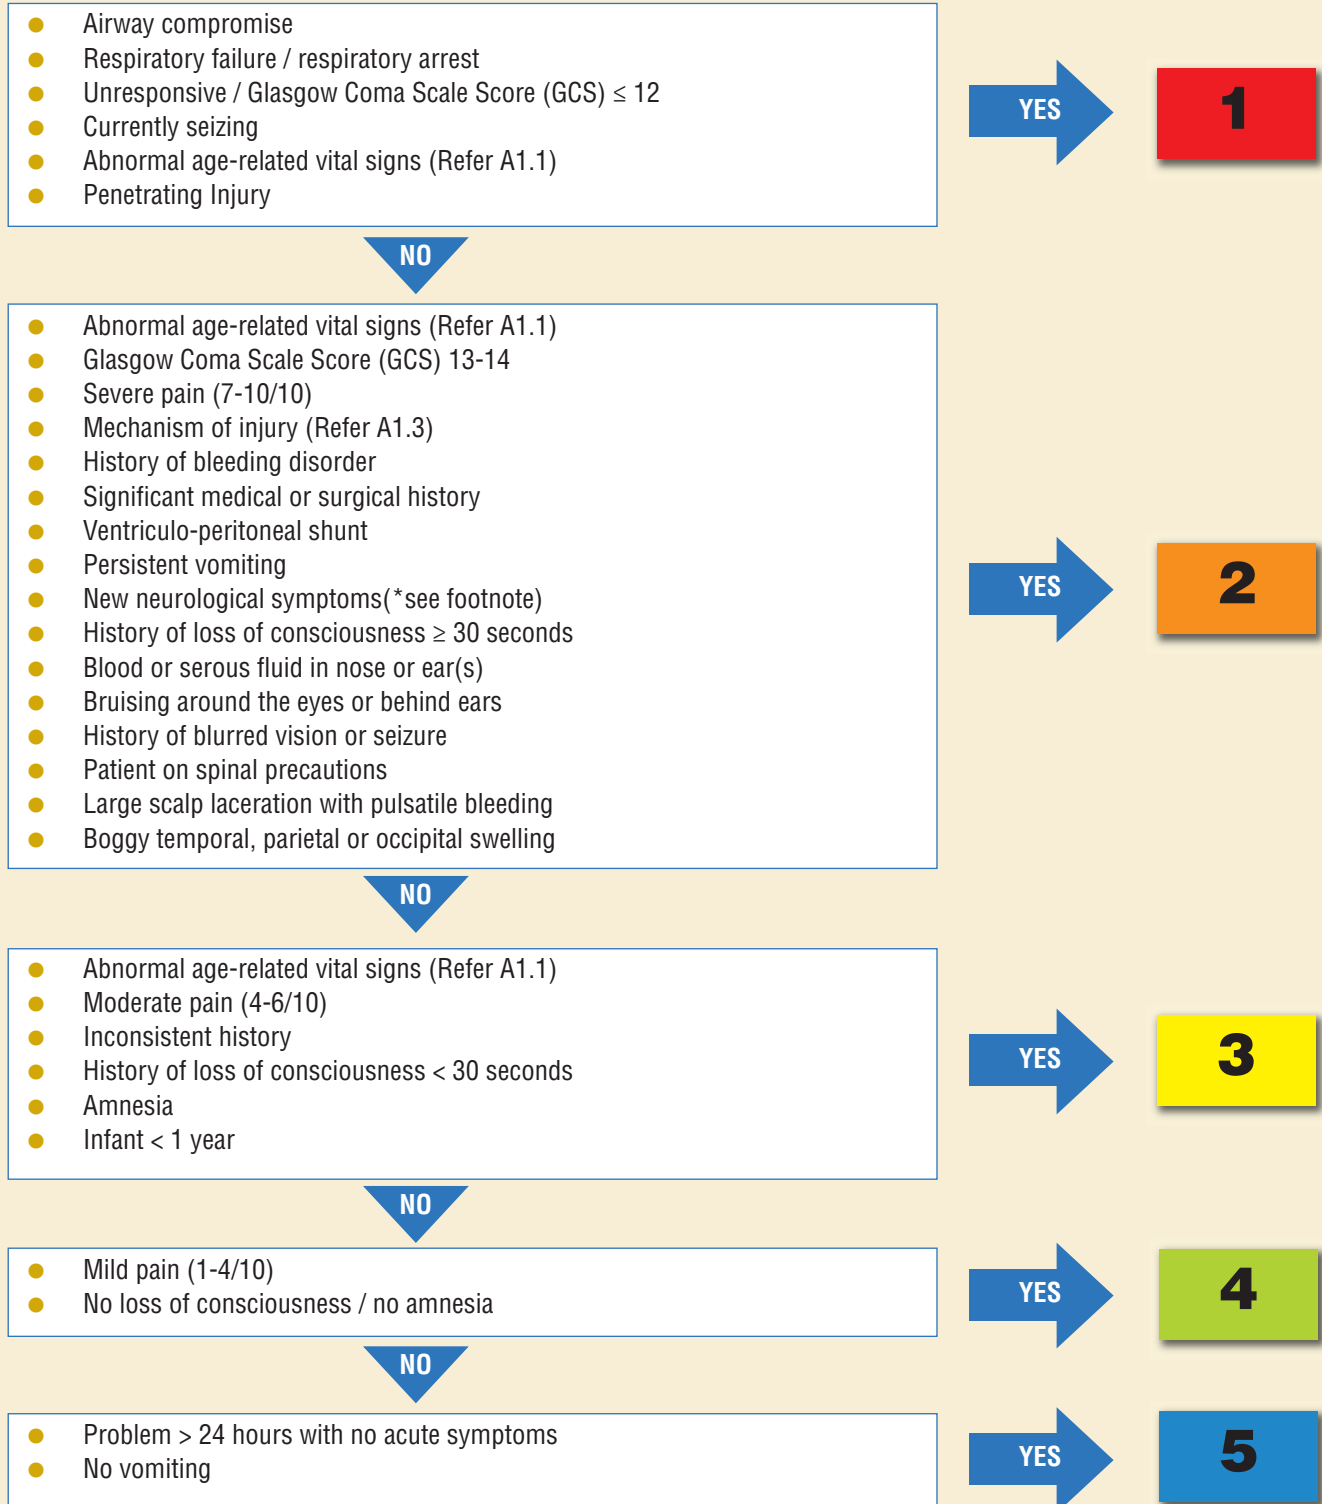 Airway compromise
Respiratory failure / respiratory arrest
Unresponsive / Glasgow Coma Scale Score (GCS) ≤ 12
Currently seizing
Abnormal age-related vital signs (Refer A1.1)
Penetrating Injury
YES
1
NO
Abnormal age-related vital signs (Refer A1.1)
Glasgow Coma Scale Score (GCS) 13-14
Severe pain (7-10/10)
Mechanism of injury (Refer A1.3)
History of bleeding disorder
Significant medical or surgical history
Ventriculo-peritoneal shunt
Persistent vomiting
New neurological symptoms(*see footnote)
History of loss of consciousness ≥ 30 seconds
Blood or serous fluid in nose or ear(s)
Bruising around the eyes or behind ears
History of blurred vision or seizure
Patient on spinal precautions
Large scalp laceration with pulsatile bleeding
Boggy temporal, parietal or occipital swelling
YES
2
NO
Abnormal age-related vital signs (Refer A1.1)
Moderate pain (4-6/10)
Inconsistent history
History of loss of consciousness < 30 seconds
Amnesia
Infant < 1 year
YES
3
NO
Mild pain (1-4/10)
No loss of consciousness / no amnesia
YES
4
NO
Problem > 24 hours with no acute symptoms
No vomiting
YES
5